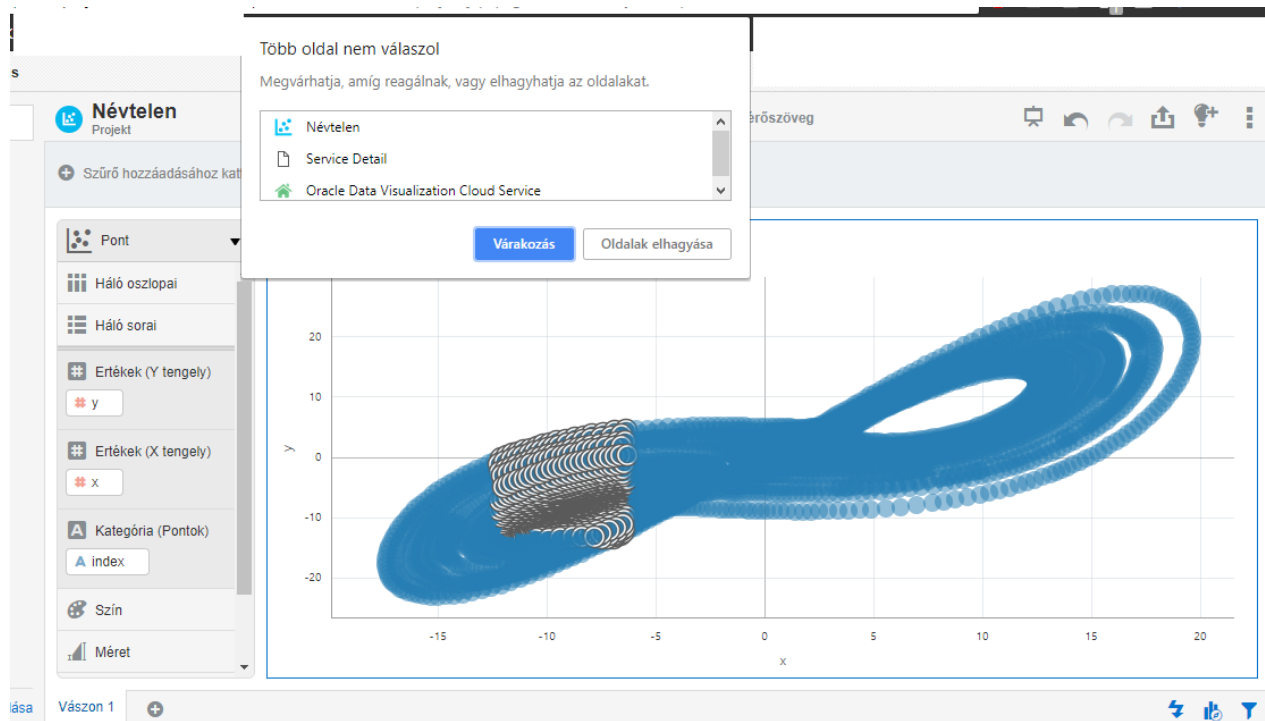 Több oldal nem válaszol
Megvárhatja, amíg reagálnak, vagy elhagyhatja az oldalakat.
Névtelen
Service Detail
Oracle Data Visualization Cloud Service
Várakozás
Oldalak elhagyása
s
Névtelen
Projekt
érőszöveg
Szűrő hozzáadásához kat
Pont
Háló oszlopai
Háló sorai
Ertékek (Y tengely)
# y
Ertékek (X tengely)
# x
A Kategória (Pontok)
A index
Szín
Méret
y
20
10
0
-10
-20
-15
-10
-5
0
5
10
15
20
x
lása
Vászon 1